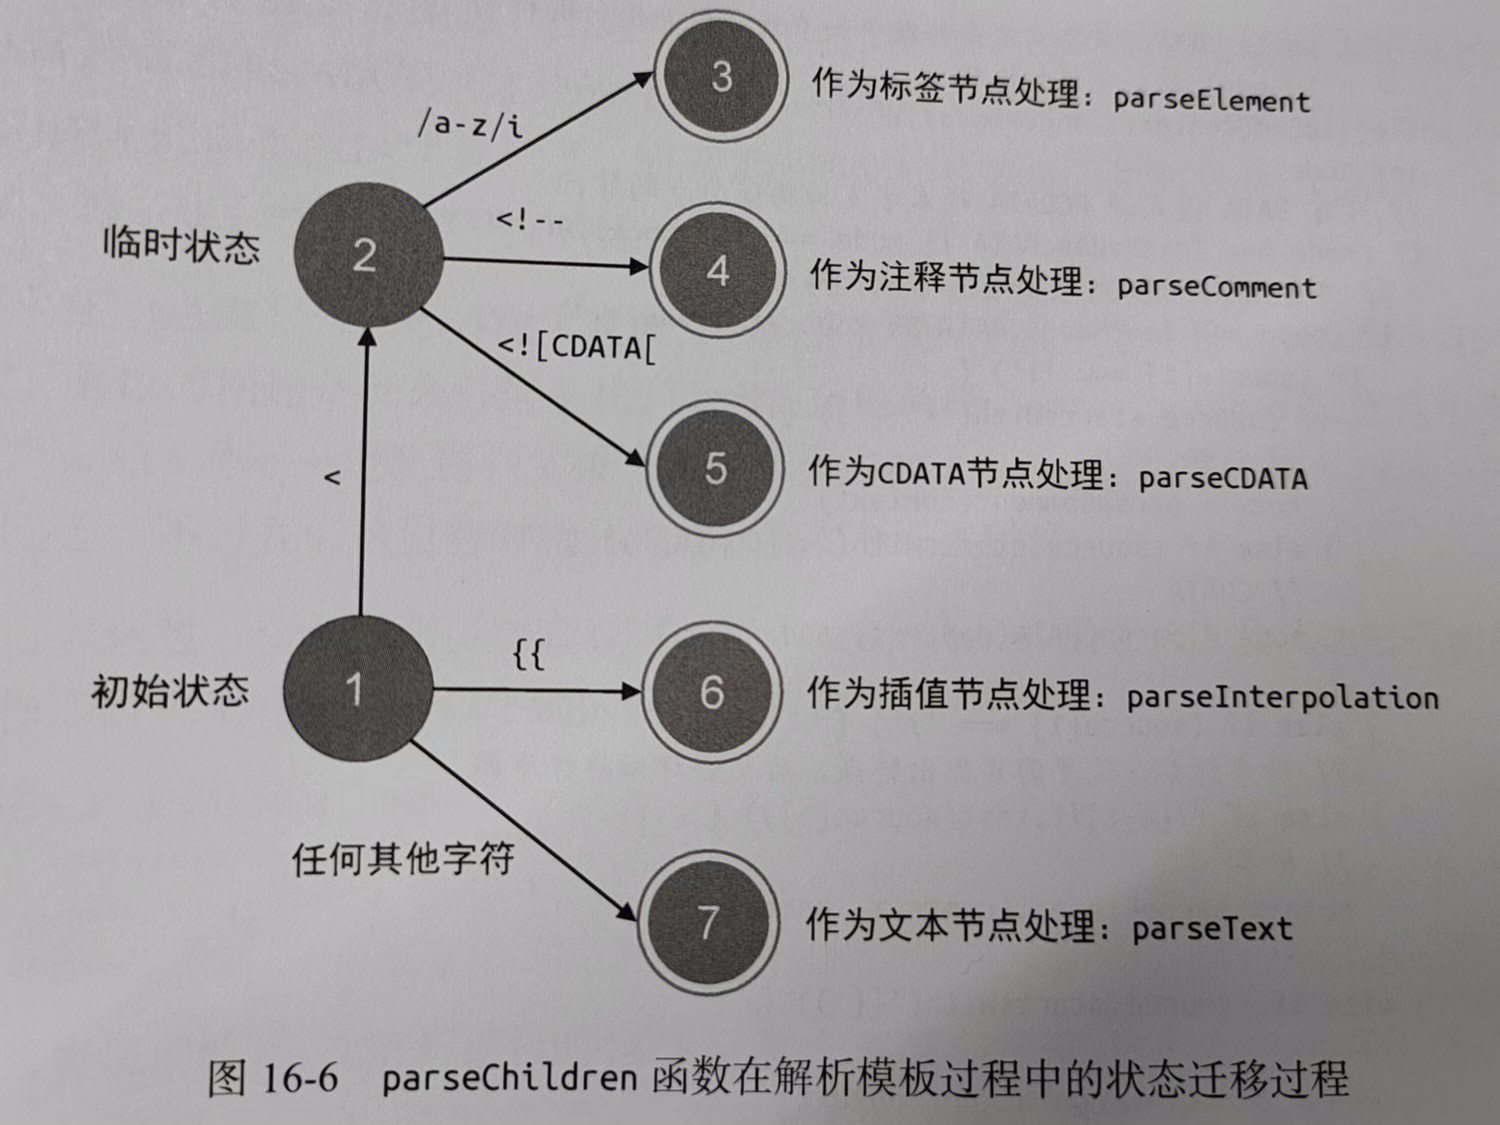 3 作为标签节点处理：parseElement
/a-z/i
<!--
临时状态 2
4 作为注释节点处理：parseComment
<![CDATA[
5 作为CDATA节点处理：parseCDATA
<
{{
初始状态 1
6 作为插值节点处理：parseInterpolation
任何其他字符
7 作为文本节点处理：parseText
图 16-6 parseChildren 函数在解析模板过程中的状态迁移过程